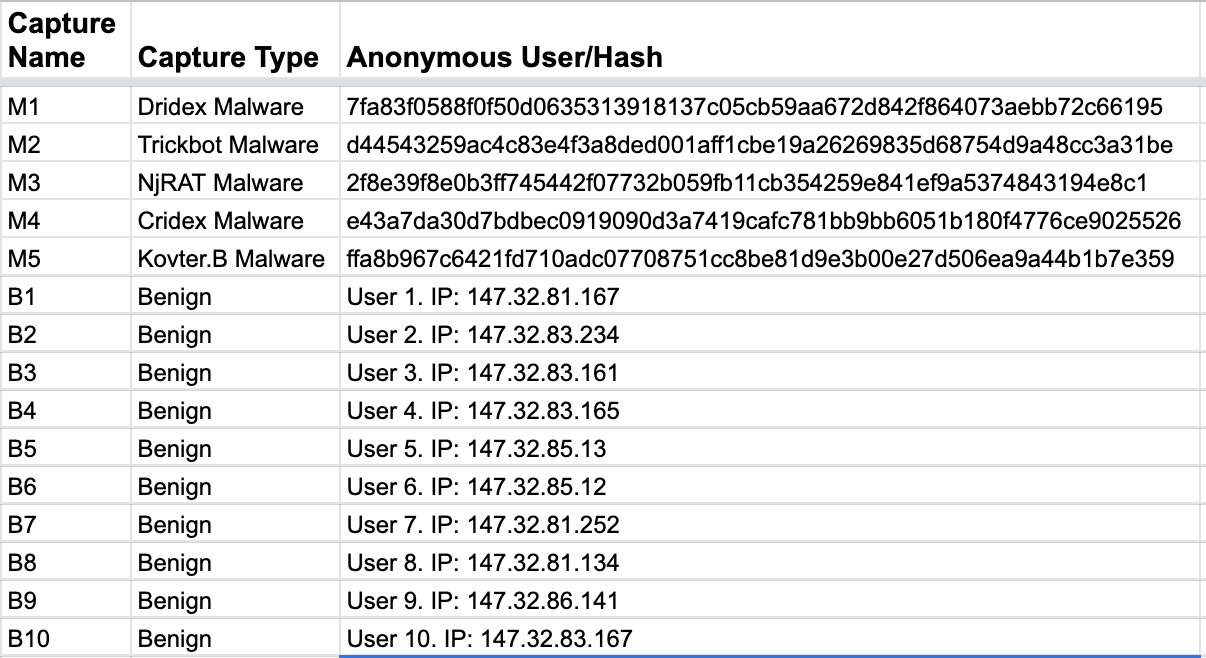 Capture
Name
Capture Type
Anonymous User/Hash
M1 Dridex Malware 7fa83f0588f0f50d0635313918137c05cb59aa672d842f864073aebb72c66195
M2 Trickbot Malware d44543259ac4c83e4f3a8ded001aff1cbe19a26269835d68754d9a48cc3a31be
M3 NjRAT Malware 2f8e39f8e0b3ff745442f07732b059fb11cb354259e841ef9a5374843194e8c1
M4 Cridex Malware e43a7da30d7bdbec0919090d3a7419cafc781bb9bb6051b180f4776ce9025526
M5 Kovter.B Malware ffa8b967c6421fd710adc07708751cc8be81d9e3b00e27d506ea9a44b1b7e359
B1 Benign User 1. IP: 147.32.81.167
B2 Benign User 2. IP: 147.32.83.234
B3 Benign User 3. IP: 147.32.83.161
B4 Benign User 4. IP: 147.32.83.165
B5 Benign User 5. IP: 147.32.85.13
B6 Benign User 6. IP: 147.32.85.12
B7 Benign User 7. IP: 147.32.81.252
B8 Benign User 8. IP: 147.32.81.134
B9 Benign User 9. IP: 147.32.86.141
B10 Benign User 10. IP: 147.32.83.167